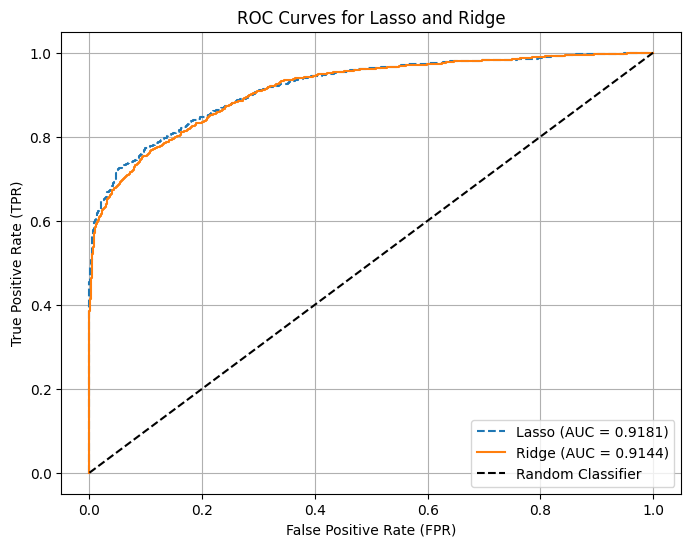 ROC Curves for Lasso and Ridge
True Positive Rate (TPR)
1.0
0.8
0.6
0.4
0.2
0.0
Lasso (AUC = 0.9181)
Ridge (AUC = 0.9144)
Random Classifier
0.0 0.2 0.4 0.6 0.8 1.0
False Positive Rate (FPR)